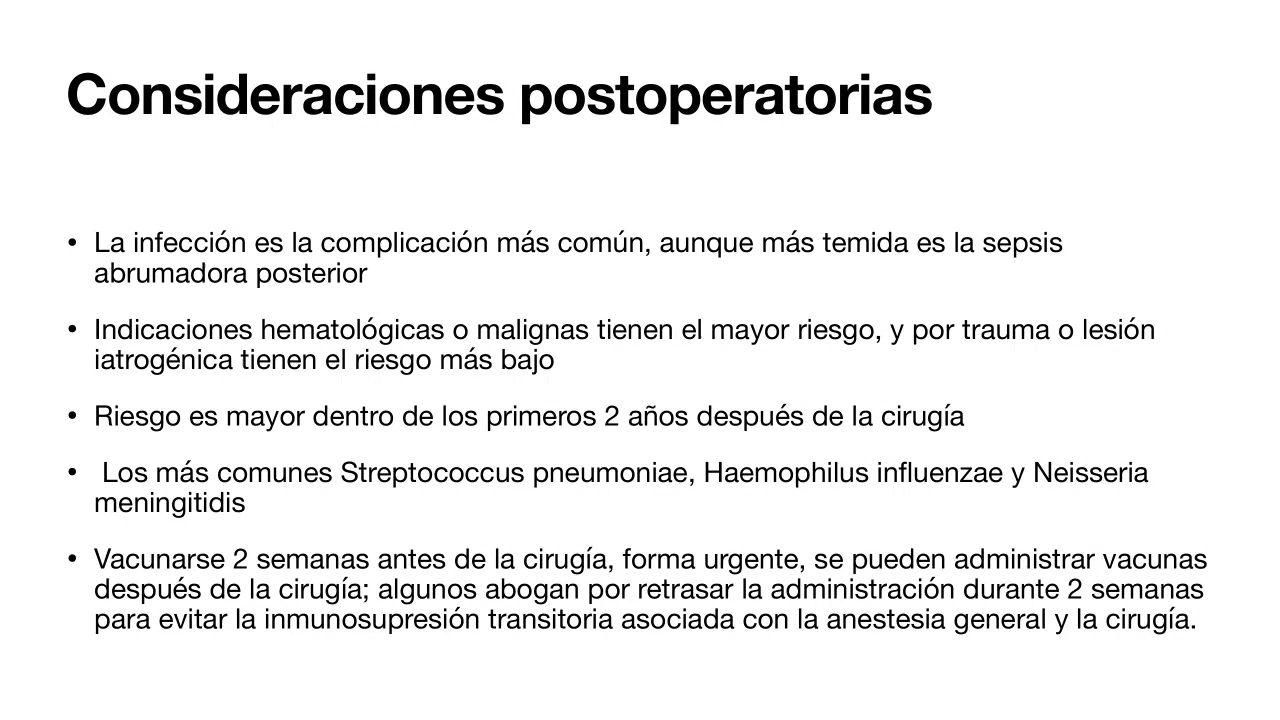 Consideraciones postoperatorias
• La infección es la complicación más común, aunque más temida es la sepsis
abrumadora posterior
• Indicaciones hematológicas o malignas tienen el mayor riesgo, y por trauma o lesión
iatrogénica tienen el riesgo más bajo
• Riesgo es mayor dentro de los primeros 2 años después de la cirugía
• Los más comunes Streptococcus pneumoniae, Haemophilus influenzae y Neisseria
meningitidis
• Vacunarse 2 semanas antes de la cirugía, forma urgente, se pueden administrar vacunas
después de la cirugía; algunos abogan por retrasar la administración durante 2 semanas
para evitar la inmunosupresión transitoria asociada con la anestesia general y la cirugía.